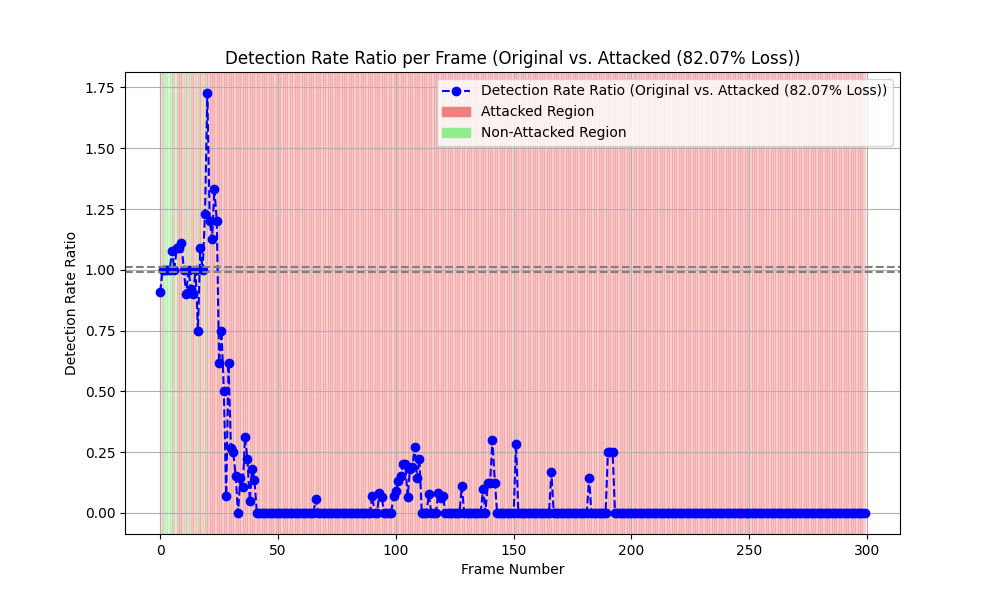 Detection Rate Ratio per Frame (Original vs. Attacked (82.07% Loss))
Detection Rate Ratio (Original vs. Attacked (82.07% Loss))
Attacked Region
Non-Attacked Region
Detection Rate Ratio
1.75
1.50
1.25
1.00
0.75
0.50
0.25
0.00
0 50 100 150 200 250 300
Frame Number